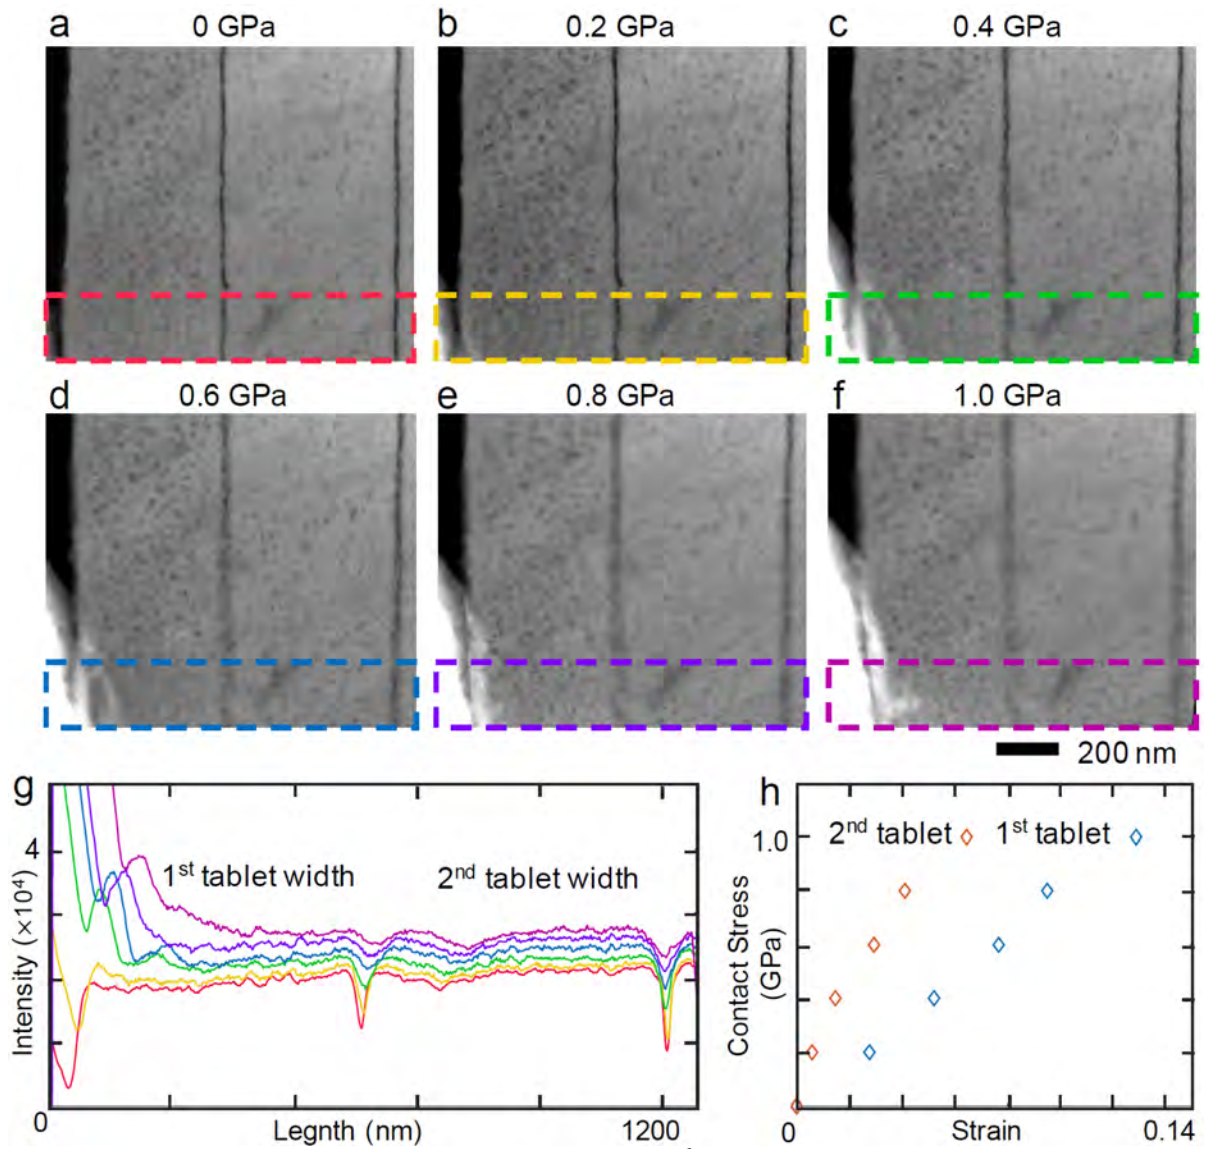 a 0 GPa
b 0.2 GPa
c 0.4 GPa
d 0.6 GPa
e 0.8 GPa
f 1.0 GPa
200 nm
g
Intensity (×10⁴)
4
0
1st tablet width
2nd tablet width
Legnth (nm)
1200
h
Contact Stress
(GPa)
1.0
2nd tablet
1st tablet
0
Strain
0.14